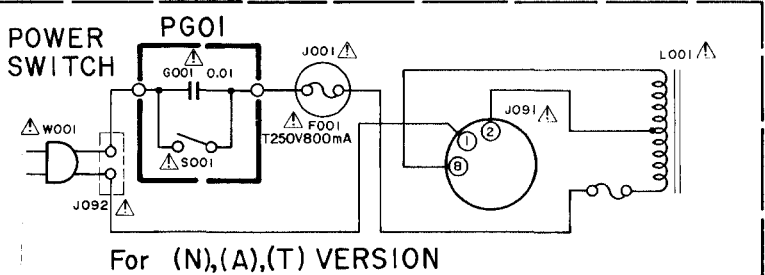 POWER
SWITCH
PG01
G001 0.01
S001
W001
J092
J001
F001
T250V800mA
J091
1
2
8
L001
For (N),(A),(T) VERSION